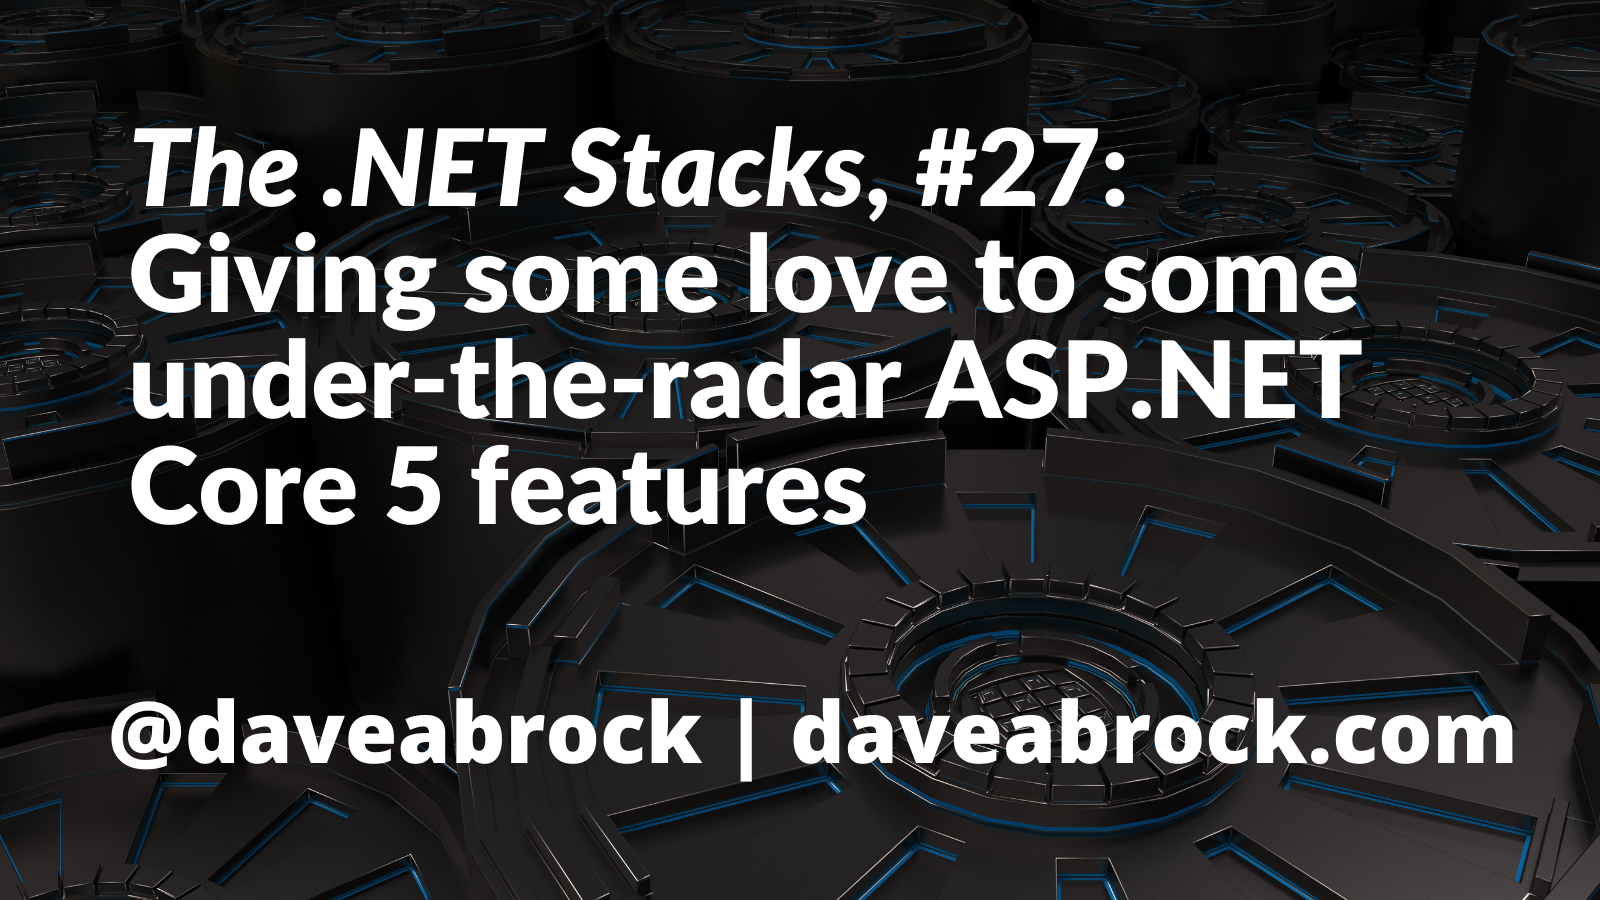 The .NET Stacks, #27:
Giving some love to some
under-the-radar ASP.NET
Core 5 features
@daveabrock | daveabrock.com